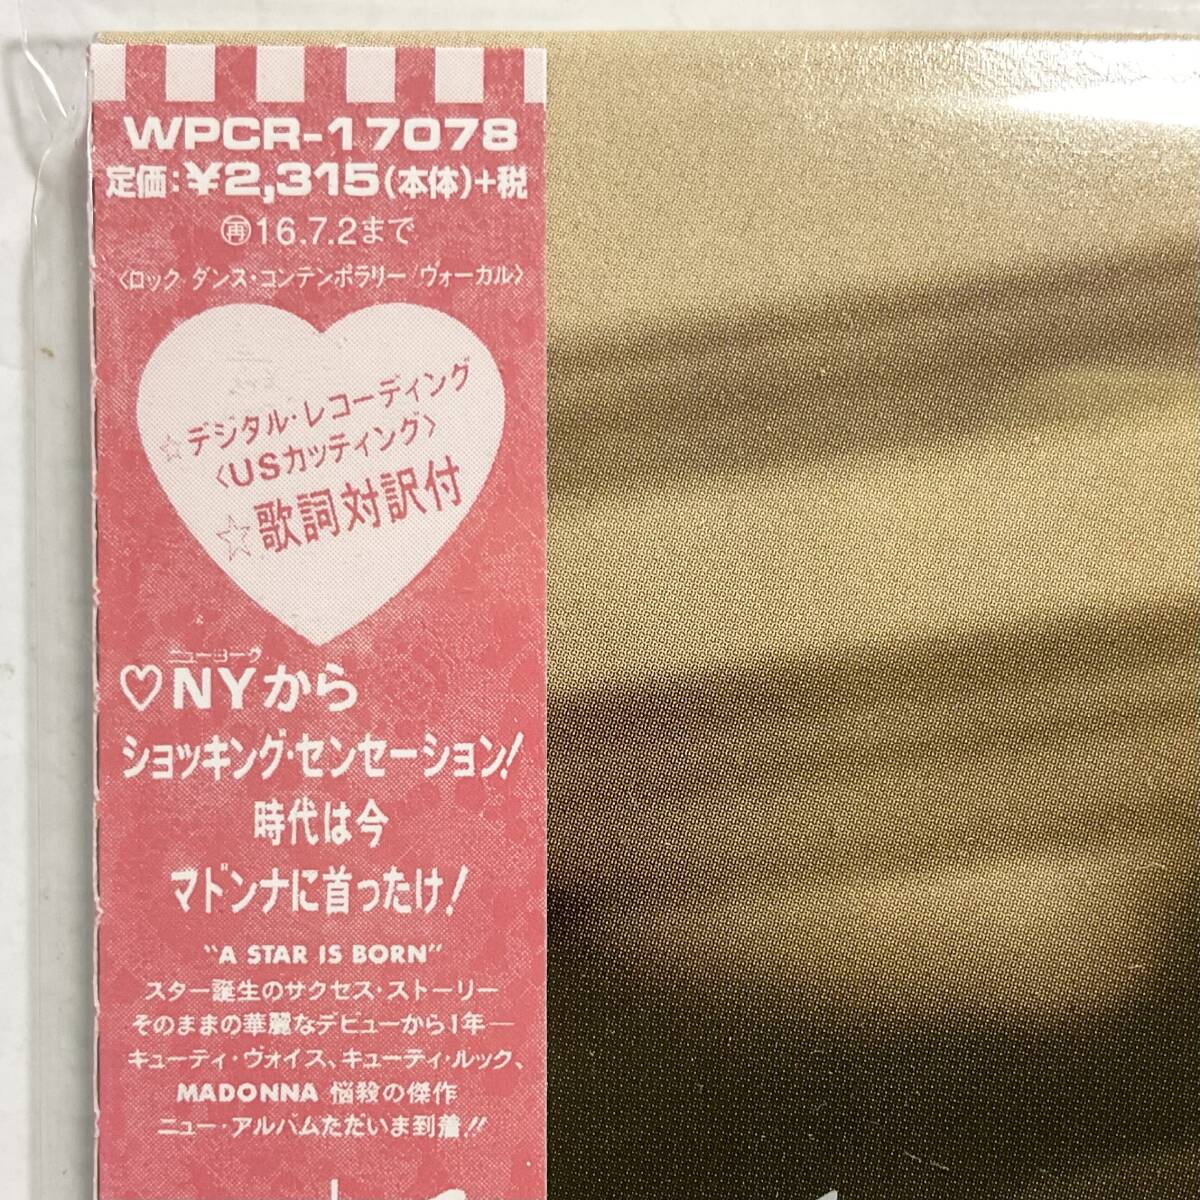 WPCR-17078
定価:¥2,315(本体)+税
㊢16.7.2まで
〈ロック ダンス・コンテンポラリー/ヴォーカル〉
☆デジタル・レコーディング
〈USカッティング〉
☆歌詞対訳付
ニューヨーク
♡NYから
ショッキング・センセーション!
時代は今
マドンナに首ったけ!
"A STAR IS BORN"
スター誕生のサクセス・ストーリー
そのままの華麗なデビューから1年—
キューティ・ヴォイス、キューティ・ルック、
MADONNA 悩殺の傑作
ニュー・アルバムただいま到着!!